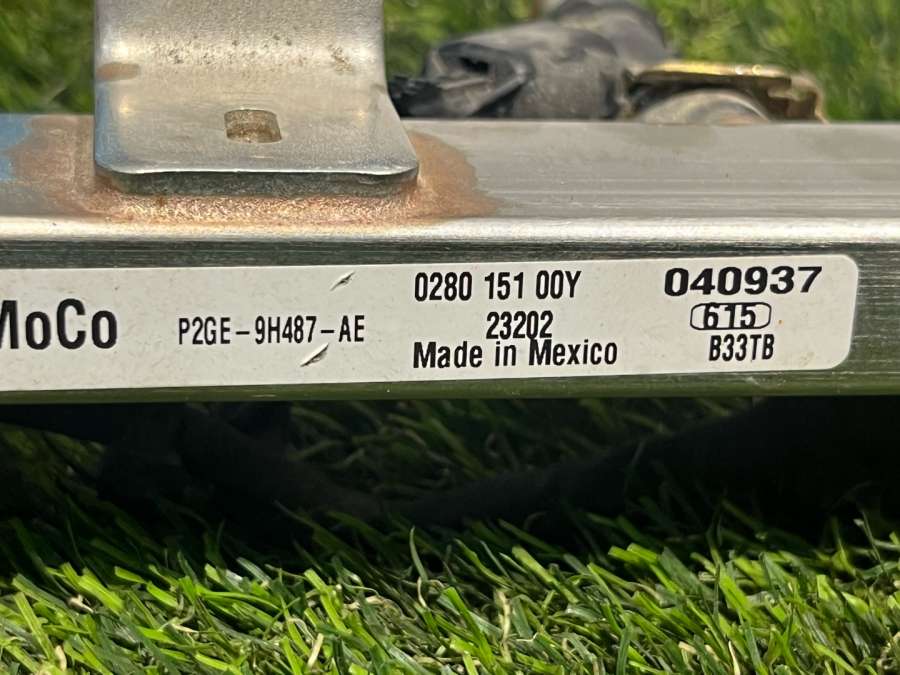 MoCo
P2GE-9H487-AE
0280 151 00Y
23202
Made in Mexico
040937
615
B33TB